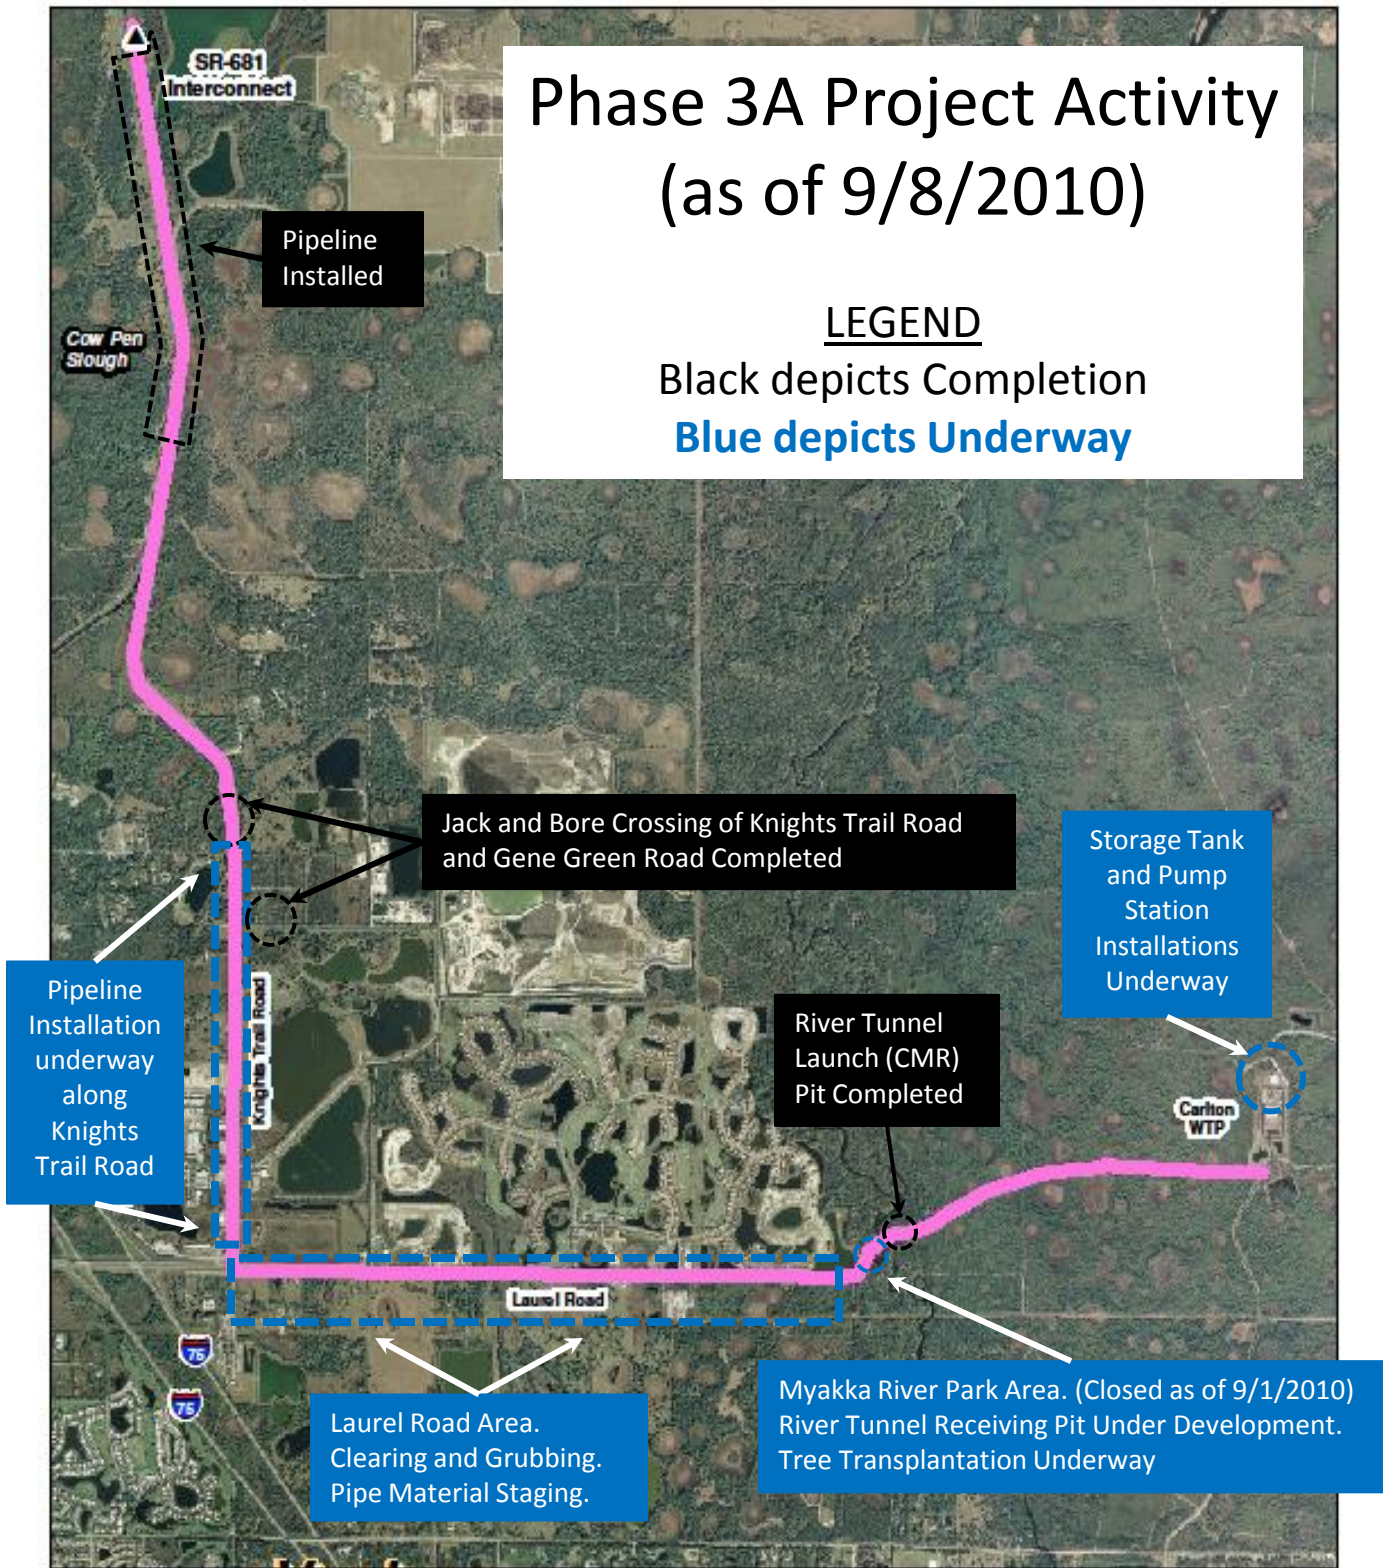 SR-681
Interconnect
Phase 3A Project Activity
(as of 9/8/2010)
LEGEND
Black depicts Completion
Blue depicts Underway
Pipeline
Installed
Cow Pen
Slough
Jack and Bore Crossing of Knights Trail Road
and Gene Green Road Completed
Storage Tank
and Pump
Station
Installations
Underway
Pipeline
Installation
underway
along
Knights
Trail Road
Knights Trail Road
River Tunnel
Launch (CMR)
Pit Completed
Carlton
WTP
Laurel Road
75
75
Laurel Road Area.
Clearing and Grubbing.
Pipe Material Staging.
Myakka River Park Area. (Closed as of 9/1/2010)
River Tunnel Receiving Pit Under Development.
Tree Transplantation Underway